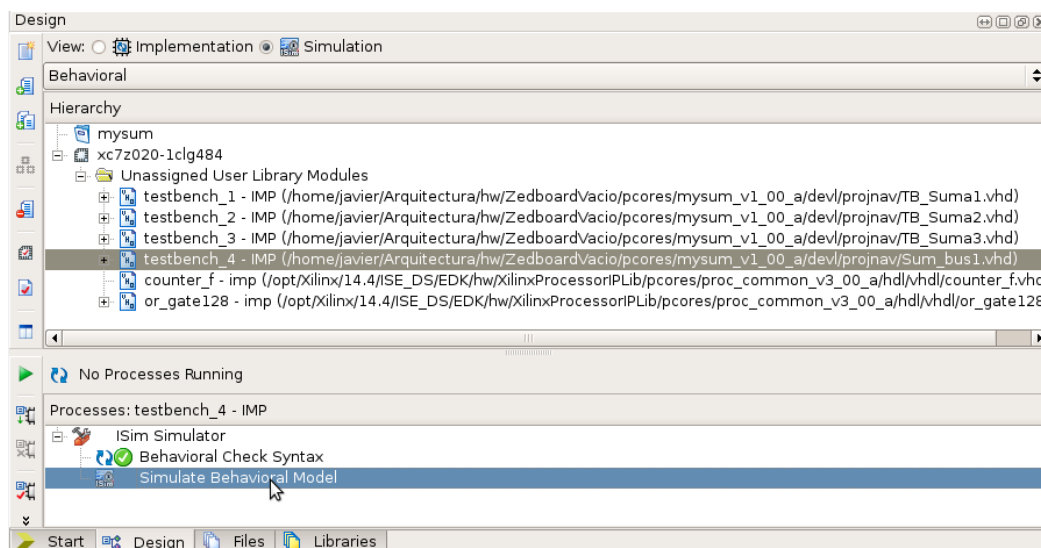 Design
View: Implementation Simulation
Behavioral
Hierarchy
mysum
xc7z020-1clg484
Unassigned User Library Modules
testbench_1 - IMP (/home/javier/Arquitectura/hw/ZedboardVacio/pcores/mysum_v1_00_a/devl/projnav/TB_Suma1.vhd)
testbench_2 - IMP (/home/javier/Arquitectura/hw/ZedboardVacio/pcores/mysum_v1_00_a/devl/projnav/TB_Suma2.vhd)
testbench_3 - IMP (/home/javier/Arquitectura/hw/ZedboardVacio/pcores/mysum_v1_00_a/devl/projnav/TB_Suma3.vhd)
testbench_4 - IMP (/home/javier/Arquitectura/hw/ZedboardVacio/pcores/mysum_v1_00_a/devl/projnav/Sum_bus1.vhd)
counter_f - imp (/opt/Xilinx/14.4/ISE_DS/EDK/hw/XilinxProcessorIPLib/pcores/proc_common_v3_00_a/hdl/vhdl/counter_f.vhd
or_gate128 - imp (/opt/Xilinx/14.4/ISE_DS/EDK/hw/XilinxProcessorIPLib/pcores/proc_common_v3_00_a/hdl/vhdl/or_gate128
No Processes Running
Processes: testbench_4 - IMP
ISim Simulator
Behavioral Check Syntax
Simulate Behavioral Model
Start Design Files Libraries